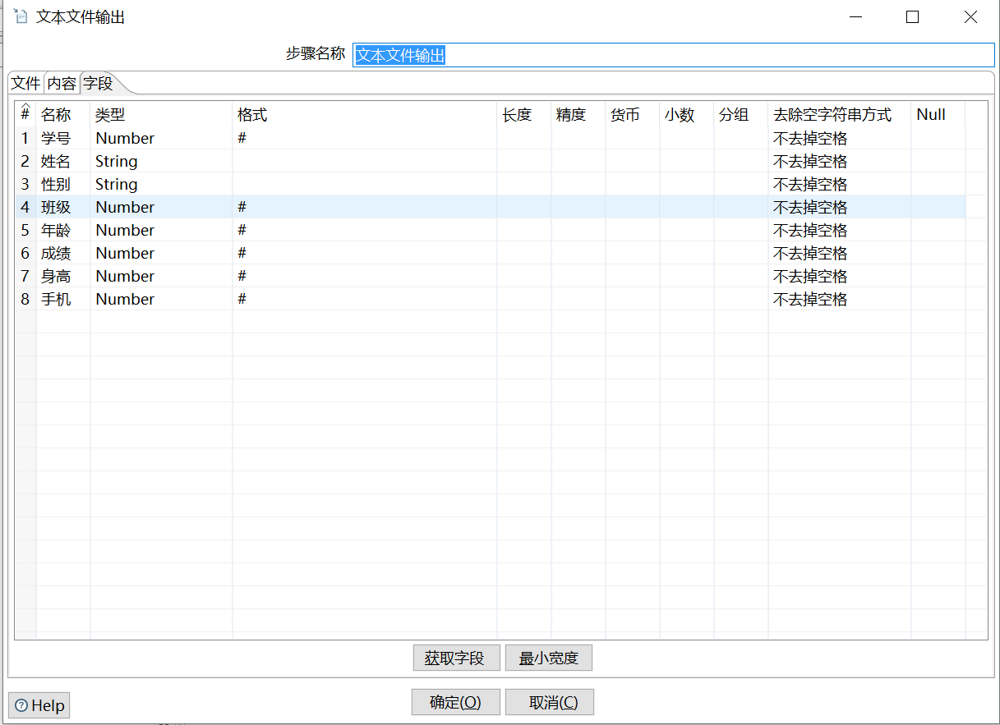 文本文件输出
步骤名称 文本文件输出
文件 内容 字段
# 名称 类型 格式 长度 精度 货币 小数 分组 去除空字符串方式 Null
1 学号 Number # 不去掉空格
2 姓名 String 不去掉空格
3 性别 String 不去掉空格
4 班级 Number # 不去掉空格
5 年龄 Number # 不去掉空格
6 成绩 Number # 不去掉空格
7 身高 Number # 不去掉空格
8 手机 Number # 不去掉空格
获取字段 最小宽度
Help 确定(O) 取消(C)